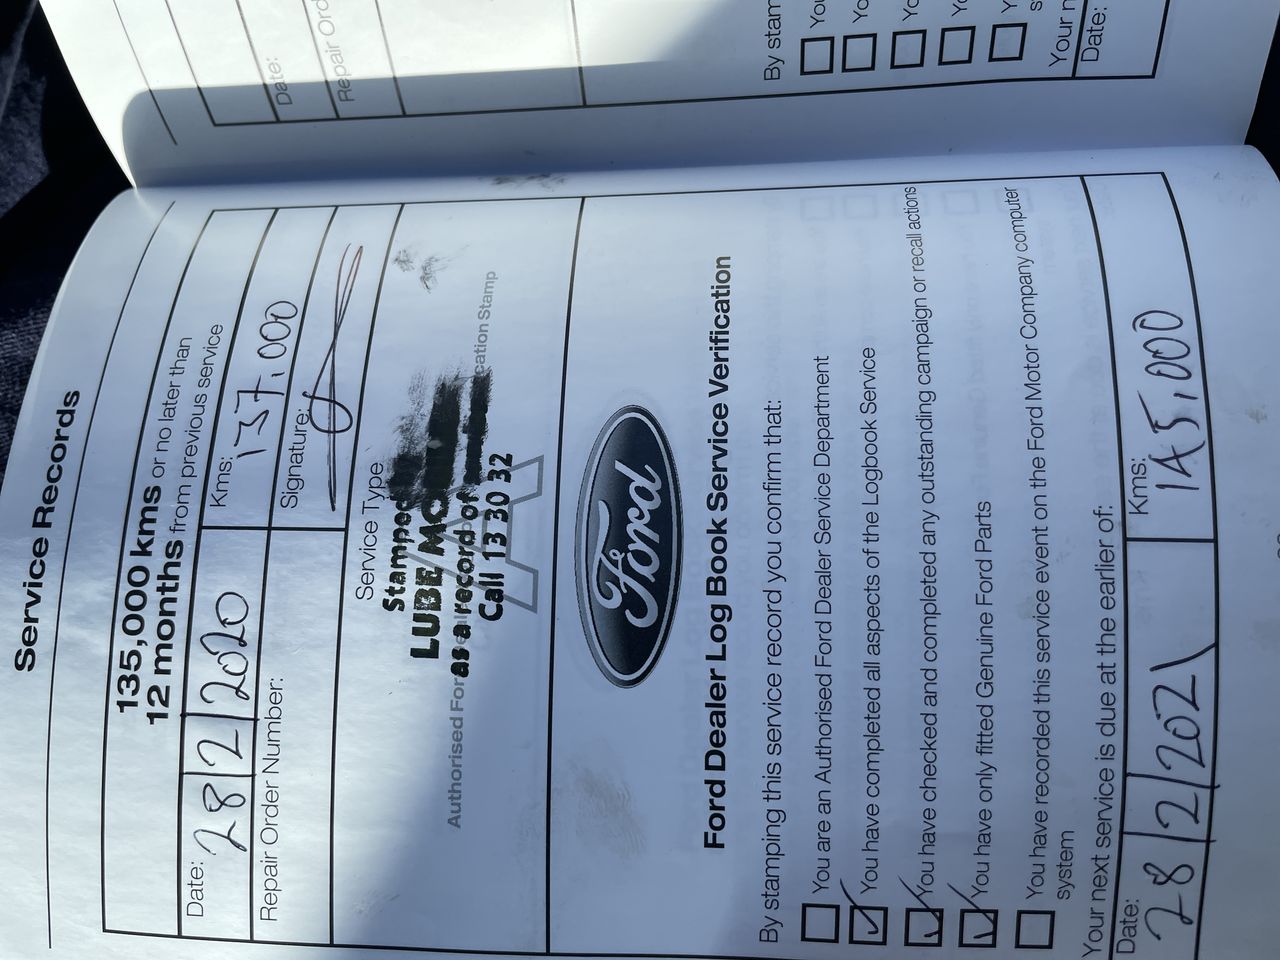 Service Records
135,000 kms or no later than
12 months from previous service
Date: 28/2/2020
Kms: 137,000
Repair Order Number:
Signature:
Service Type
Stamped
LUBE MO
as a record of
Call 13 30 32
Authorised For
cation Stamp
Ford
Ford Dealer Log Book Service Verification
By stamping this service record you confirm that:
You are an Authorised Ford Dealer Service Department
You have completed all aspects of the Logbook Service
You have checked and completed any outstanding campaign or recall actions
You have only fitted Genuine Ford Parts
You have recorded this service event on the Ford Motor Company computer
system
Your next service is due at the earlier of:
Date: 28/2/2021
Kms: 145,000
Date:
Repair Ord
By stam
You
Yo
Yo
Y
Y
s
Your n
Date: